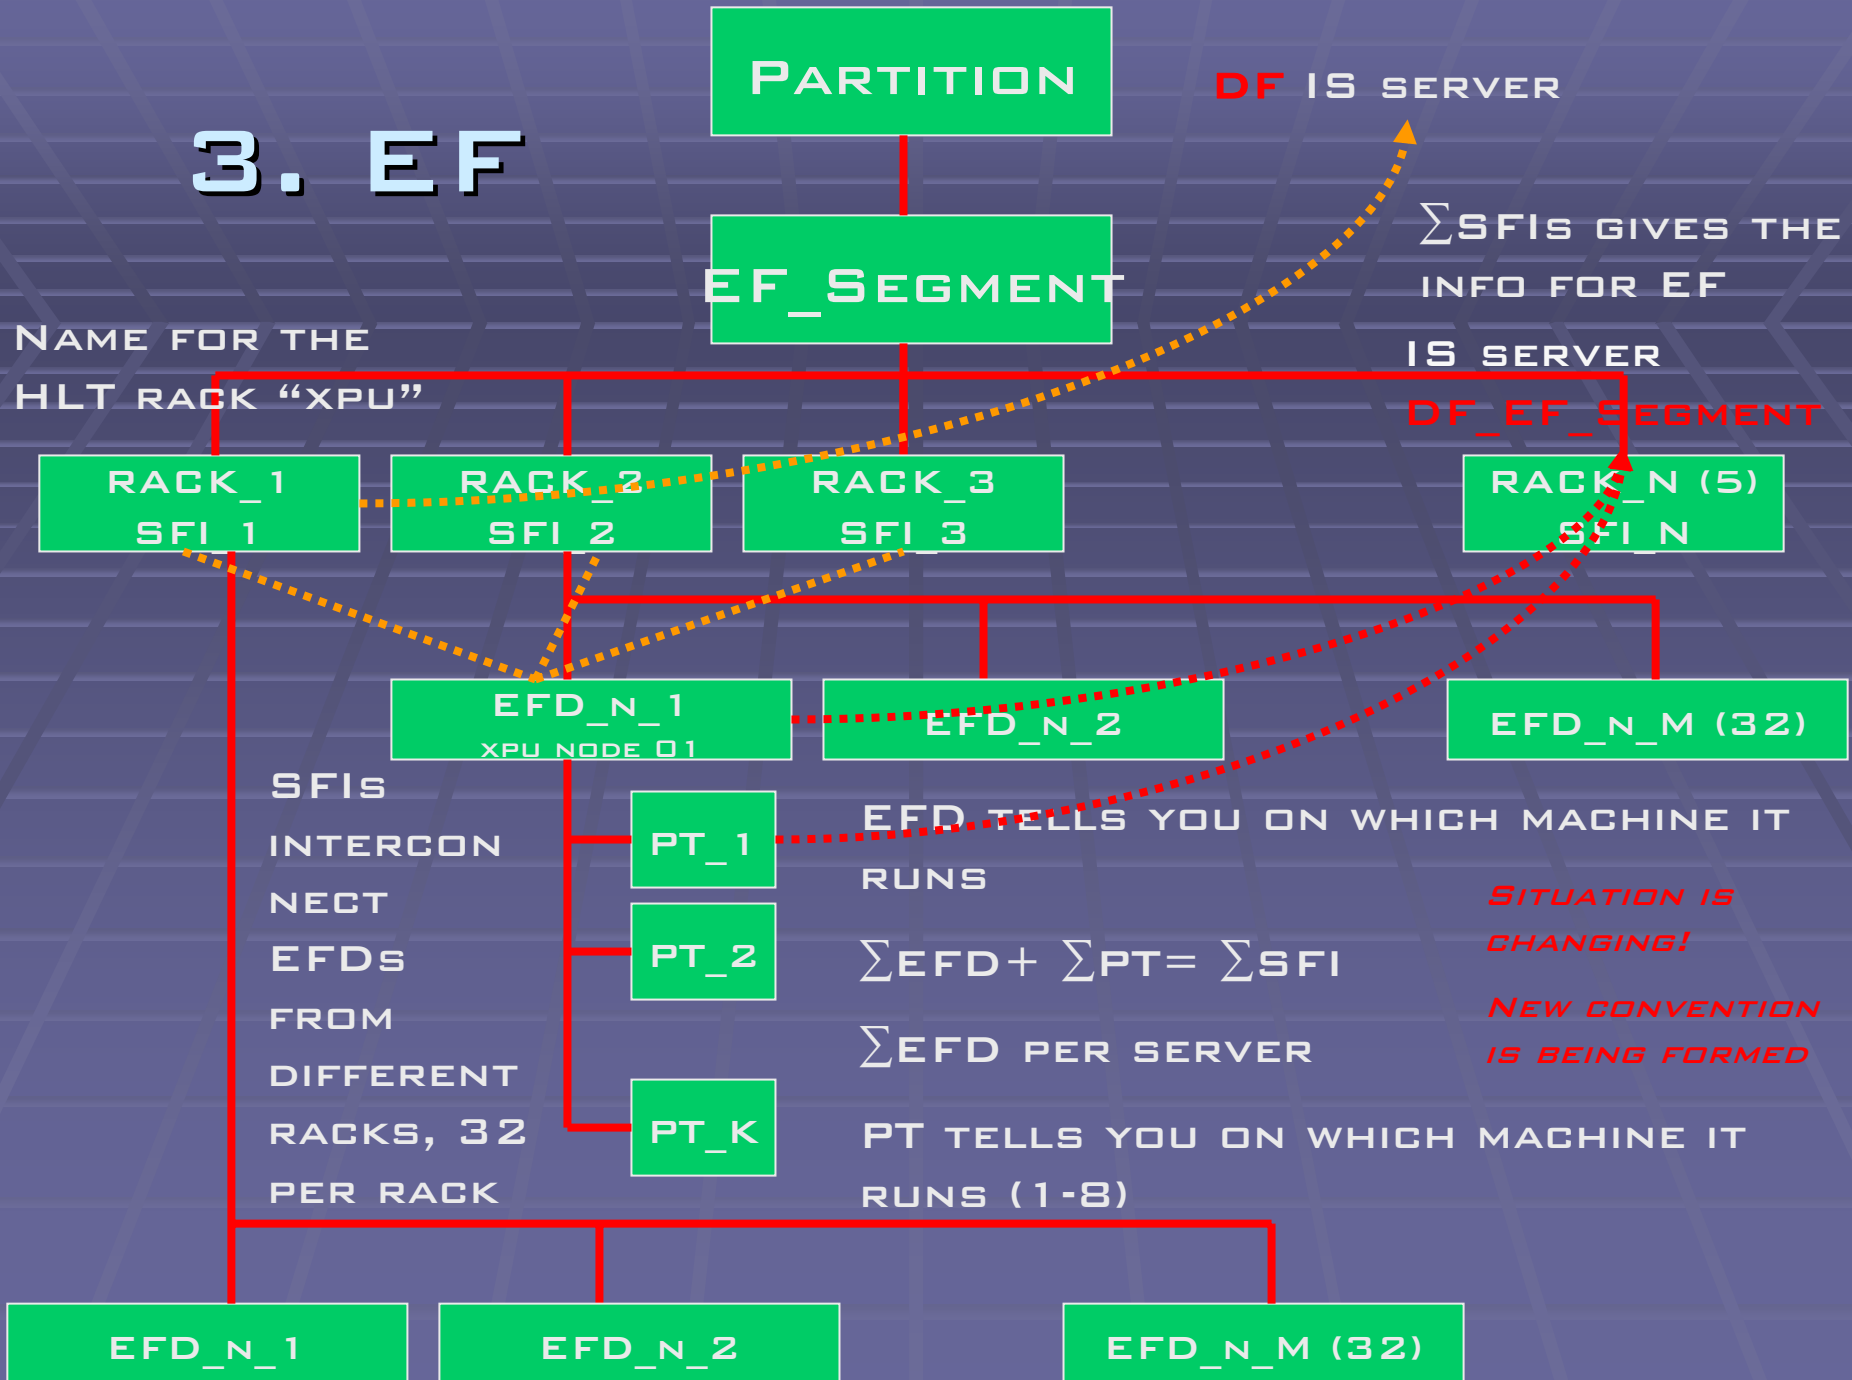 Partition
DF IS server
3. EF
∑SFIs gives the
info for EF
IS server
DF_EF_Segment
EF_Segment
Name for the
HLT rack “xpu”
RACK_1
SFI_1
RACK_2
SFI_2
RACK_3
SFI_3
RACK_N (5)
SFI_N
EFD_n_1
xpu node 01
EFD_n_2
EFD_n_M (32)
SFIs
intercon
nect
EFDs
from
different
racks, 32
per rack
PT_1
PT_2
PT_K
EFD tells you on which machine it
runs
∑EFD+ ∑PT= ∑SFI
∑EFD per server
PT tells you on which machine it
runs (1-8)
Situation is
changing!
New convention
is being formed
EFD_n_1
EFD_n_2
EFD_n_M (32)